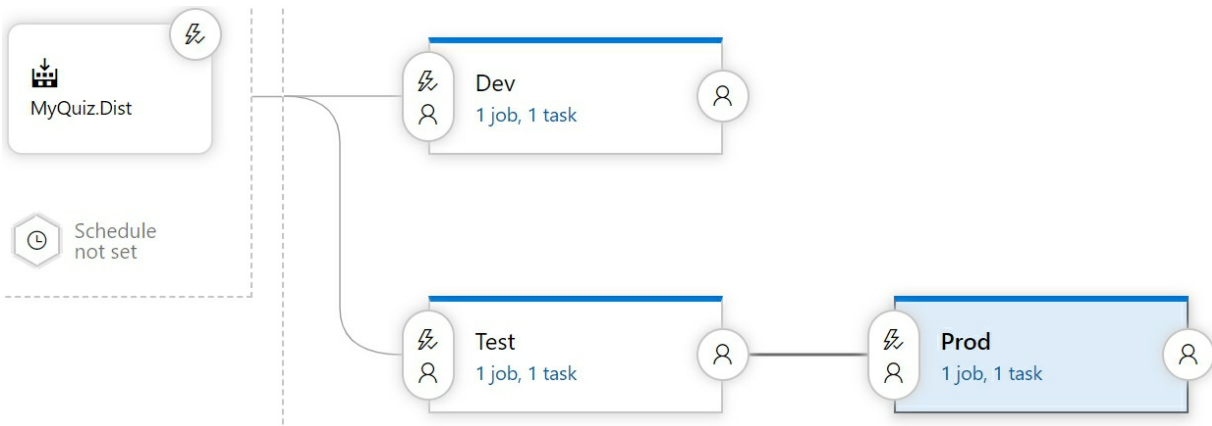 MyQuiz.Dist
Schedule
not set
Dev
1 job, 1 task
Test
1 job, 1 task
Prod
1 job, 1 task